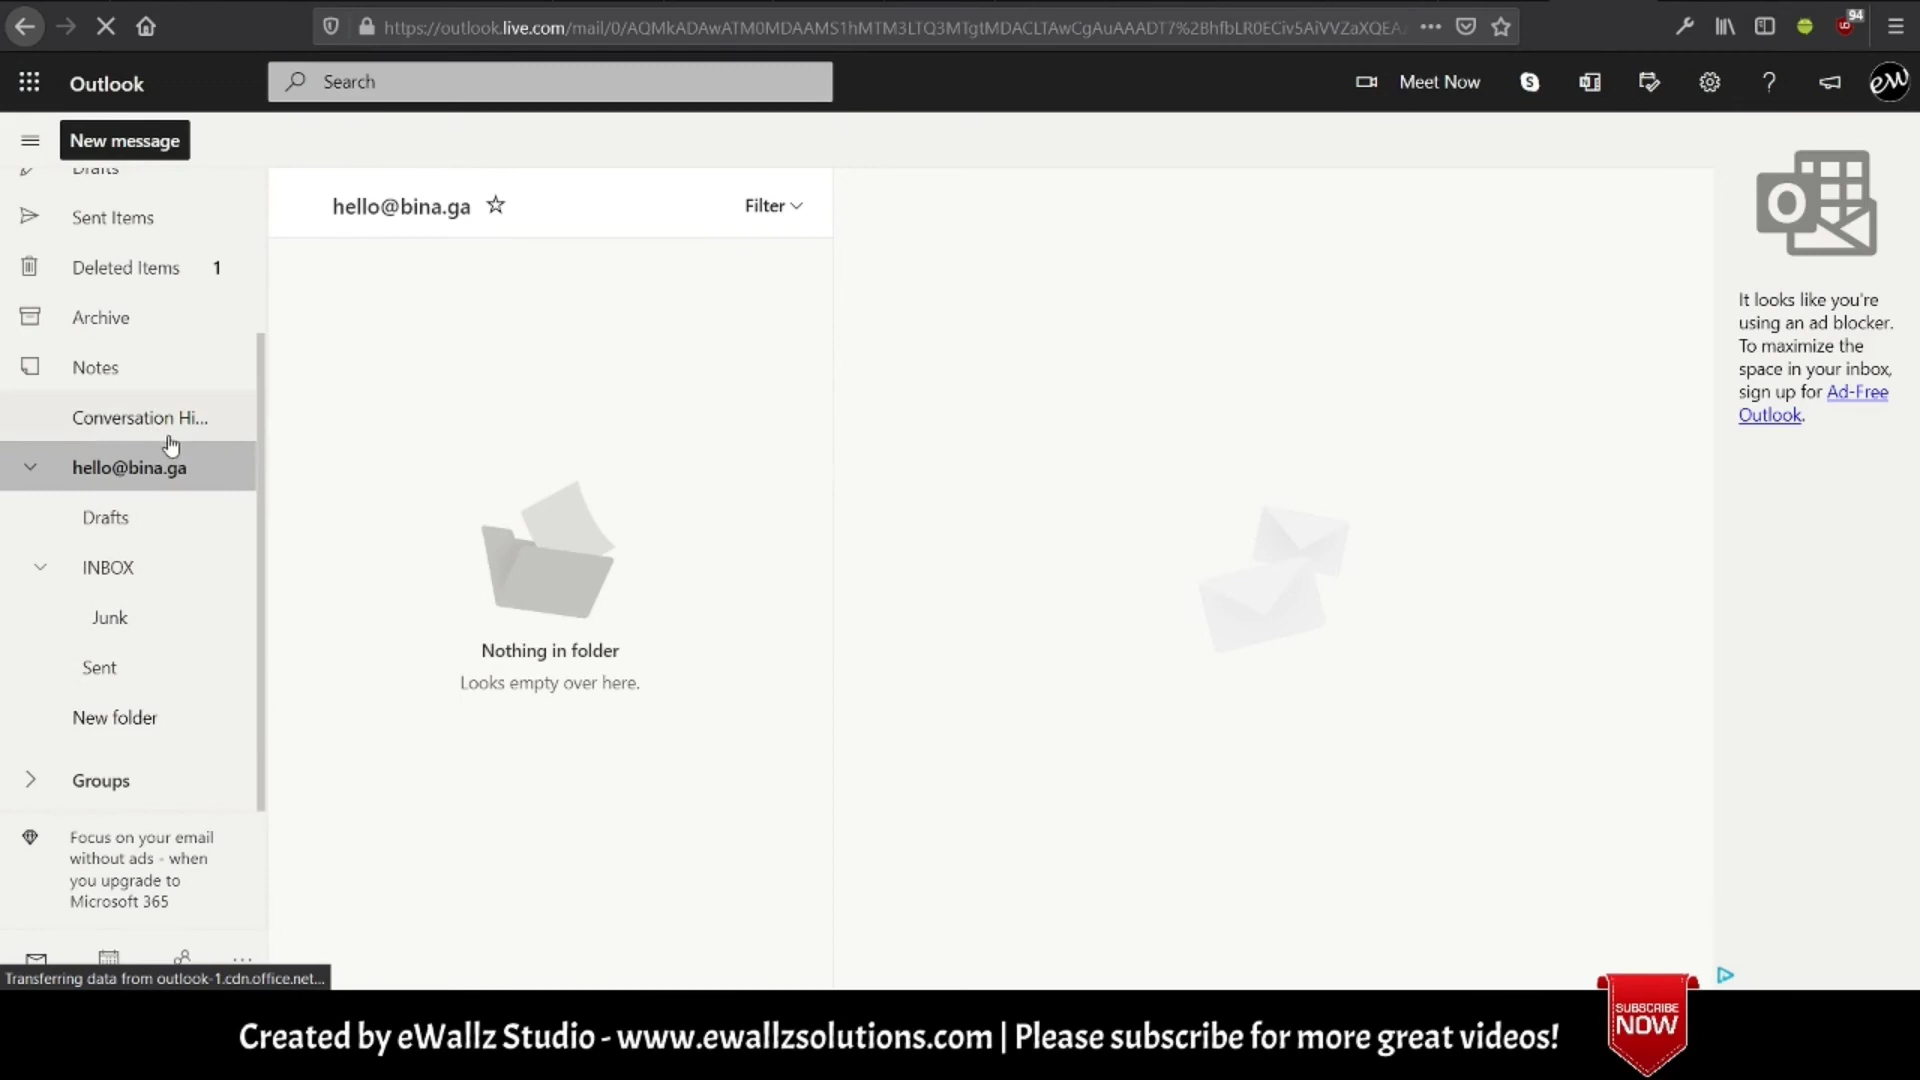 https://outlook.live.com/mail/0/AQMkADAwATM0MDAAMS1hMTM3LTQ3MTgtMDACLTAwCgAuAAADT7%2BhfbLR0ECiv5AiVVZaXQEA
94
Outlook
Search
Meet Now
eW
New message
Drafts
Sent Items
Deleted Items 1
Archive
Notes
Conversation Hi...
hello@bina.ga
Drafts
INBOX
Junk
Sent
New folder
Groups
Focus on your email
without ads - when
you upgrade to
Microsoft 365
Transferring data from outlook-1.cdn.office.net...
hello@bina.ga
Filter
Nothing in folder
Looks empty over here.
It looks like you're
using an ad blocker.
To maximize the
space in your inbox,
sign up for Ad-Free
Outlook.
Created by eWallz Studio - www.ewallzsolutions.com | Please subscribe for more great videos!
SUBSCRIBE
NOW